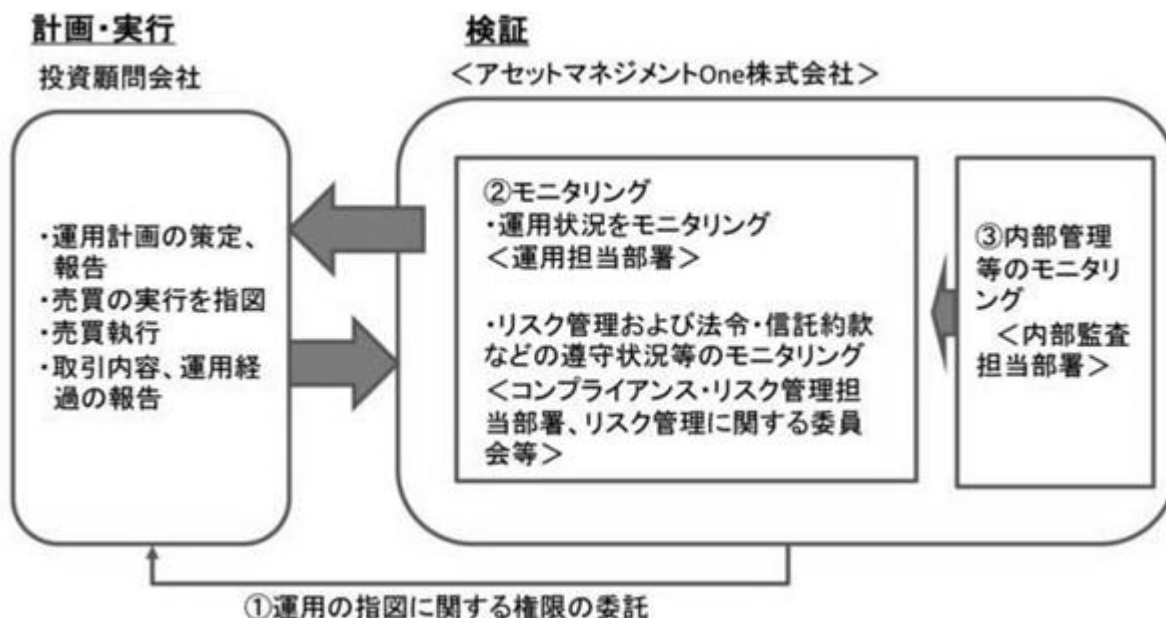 計画・実行
投資顧問会社
・運用計画の策定、
報告
・売買の実行を指図
・売買執行
・取引内容、運用経
過の報告
検証
＜アセットマネジメントOne株式会社＞
②モニタリング
・運用状況をモニタリング
＜運用担当部署＞
・リスク管理および法令・信託約款
などの遵守状況等のモニタリング
＜コンプライアンス・リスク管理担
当部署、リスク管理に関する委員
会等＞
③内部管理
等のモニタリ
ング
＜内部監査
担当部署＞
①運用の指図に関する権限の委託